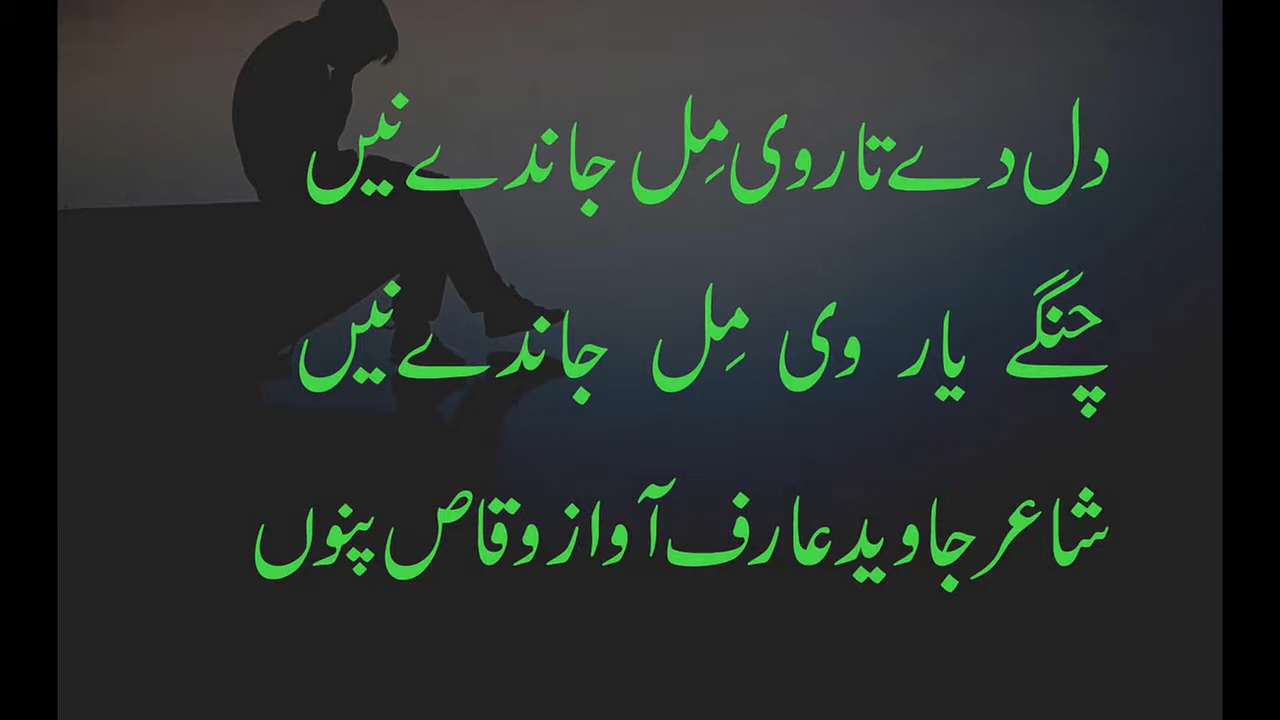 دل دے تار وی مِل جاندے نیں
چنگے یار وی مِل جاندے نیں
شاعر جاوید عارف آواز وقاص پنوں